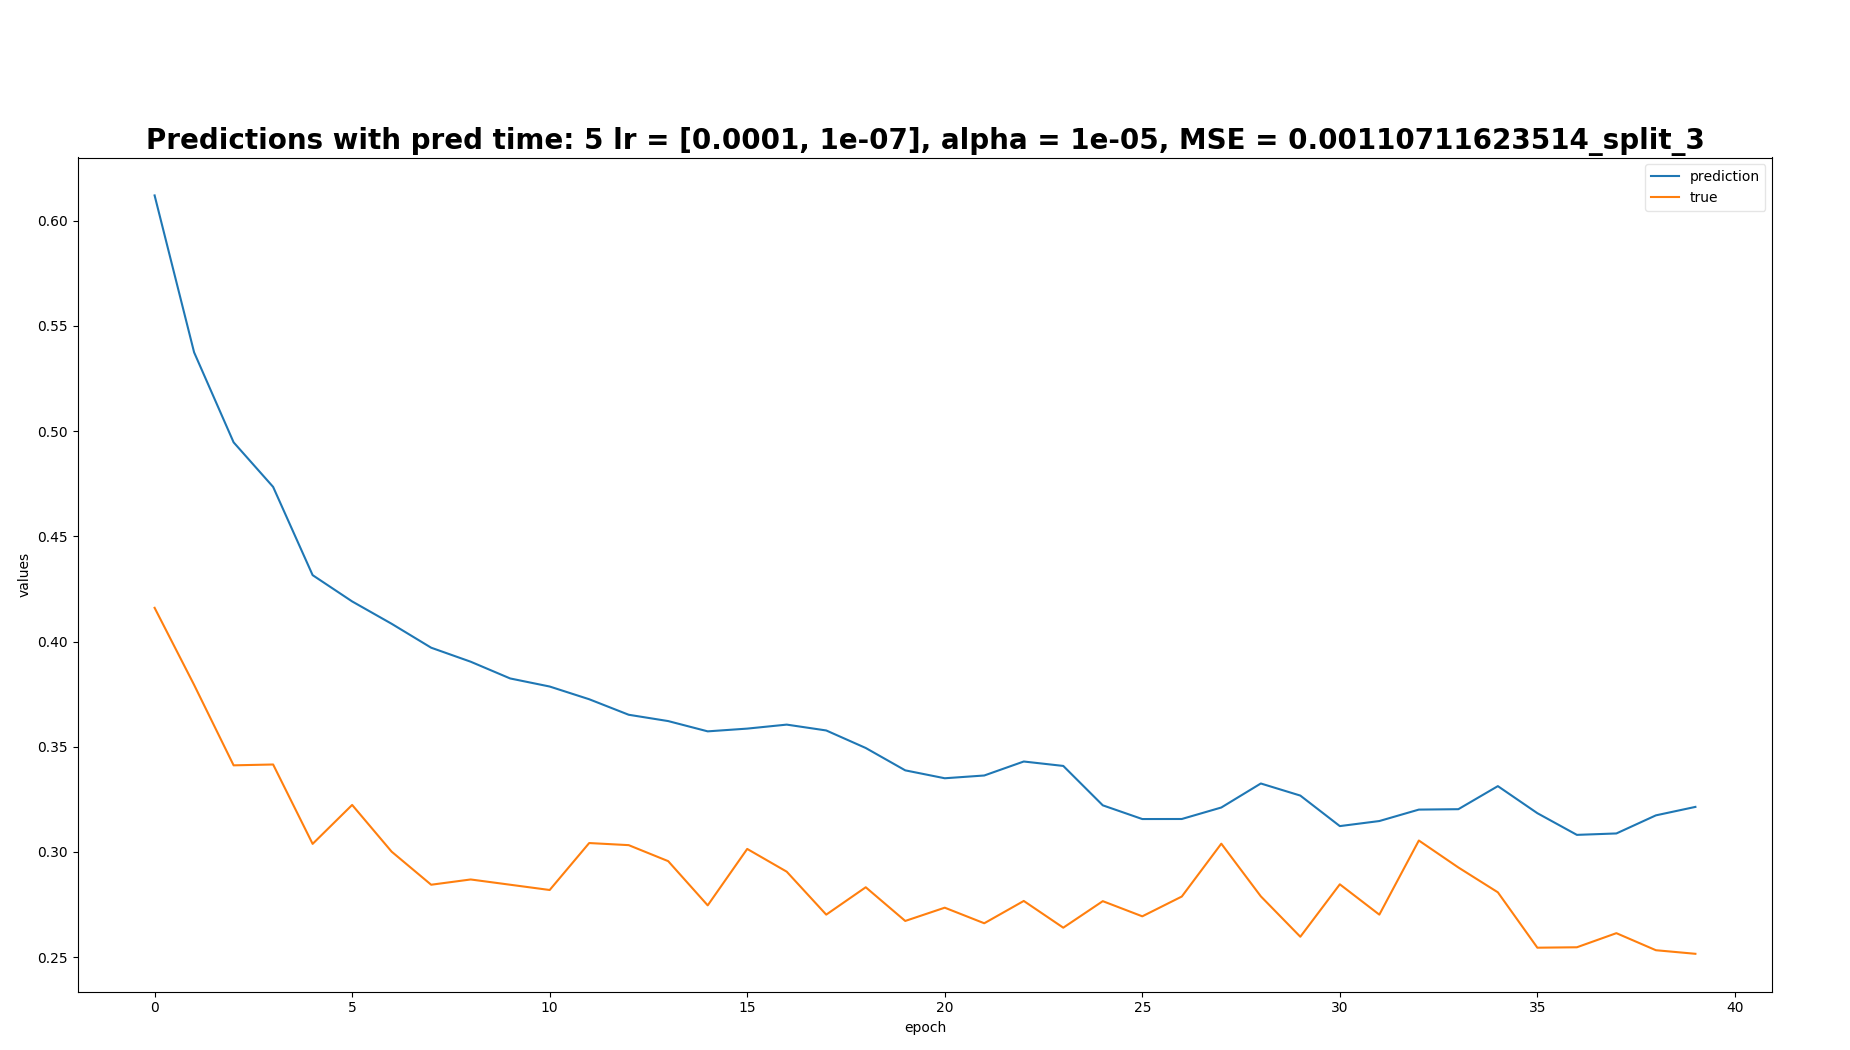 Predictions with pred time: 5 lr = [0.0001, 1e-07], alpha = 1e-05, MSE = 0.00110711623514_split_3
prediction
true
values
0.60
0.55
0.50
0.45
0.40
0.35
0.30
0.25
0 5 10 15 20 25 30 35 40
epoch